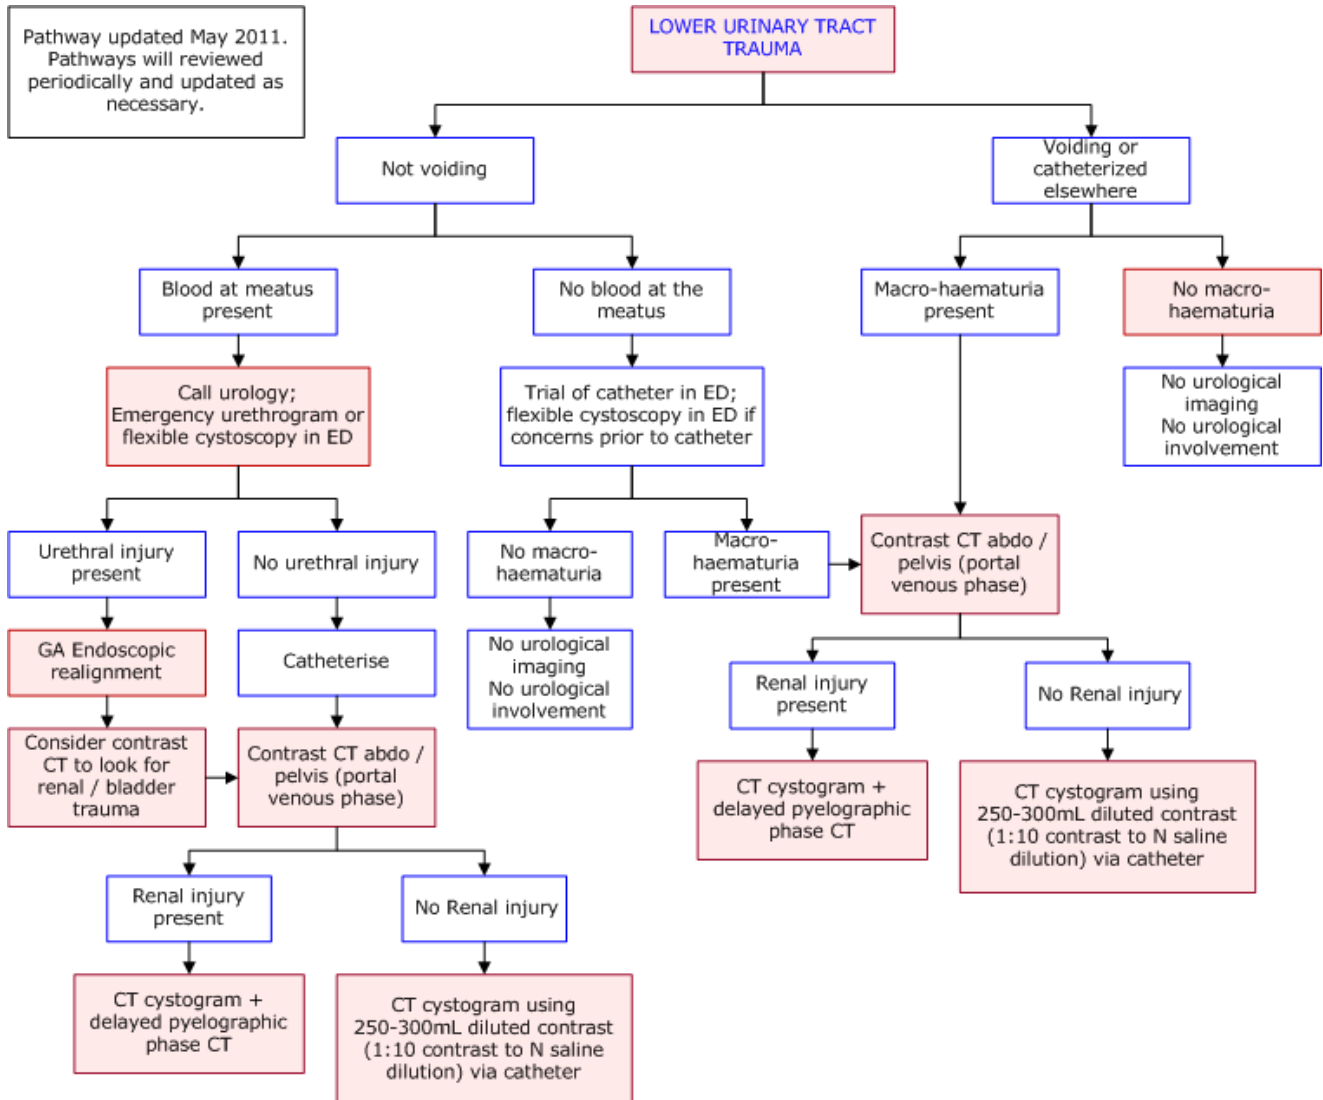 Pathway updated May 2011.
Pathways will reviewed
periodically and updated as
necessary.
LOWER URINARY TRACT
TRAUMA
Not voiding
Voiding or
catheterized
elsewhere
Blood at meatus
present
No blood at the
meatus
Macro-haematuria
present
No macro-
haematuria
Call urology;
Emergency urethrogram or
flexible cystoscopy in ED
Trial of catheter in ED;
flexible cystoscopy in ED if
concerns prior to catheter
No urological
imaging
No urological
involvement
Urethral injury
present
No urethral injury
No macro-
haematuria
Macro-
haematuria
present
Contrast CT abdo /
pelvis (portal
venous phase)
GA Endoscopic
realignment
Catheterise
No urological
imaging
No urological
involvement
Renal injury
present
No Renal injury
Consider contrast
CT to look for
renal / bladder
trauma
Contrast CT abdo /
pelvis (portal
venous phase)
CT cystogram +
delayed pyelographic
phase CT
CT cystogram using
250-300mL diluted contrast
(1:10 contrast to N saline
dilution) via catheter
Renal injury
present
No Renal injury
CT cystogram +
delayed pyelographic
phase CT
CT cystogram using
250-300mL diluted contrast
(1:10 contrast to N saline
dilution) via catheter